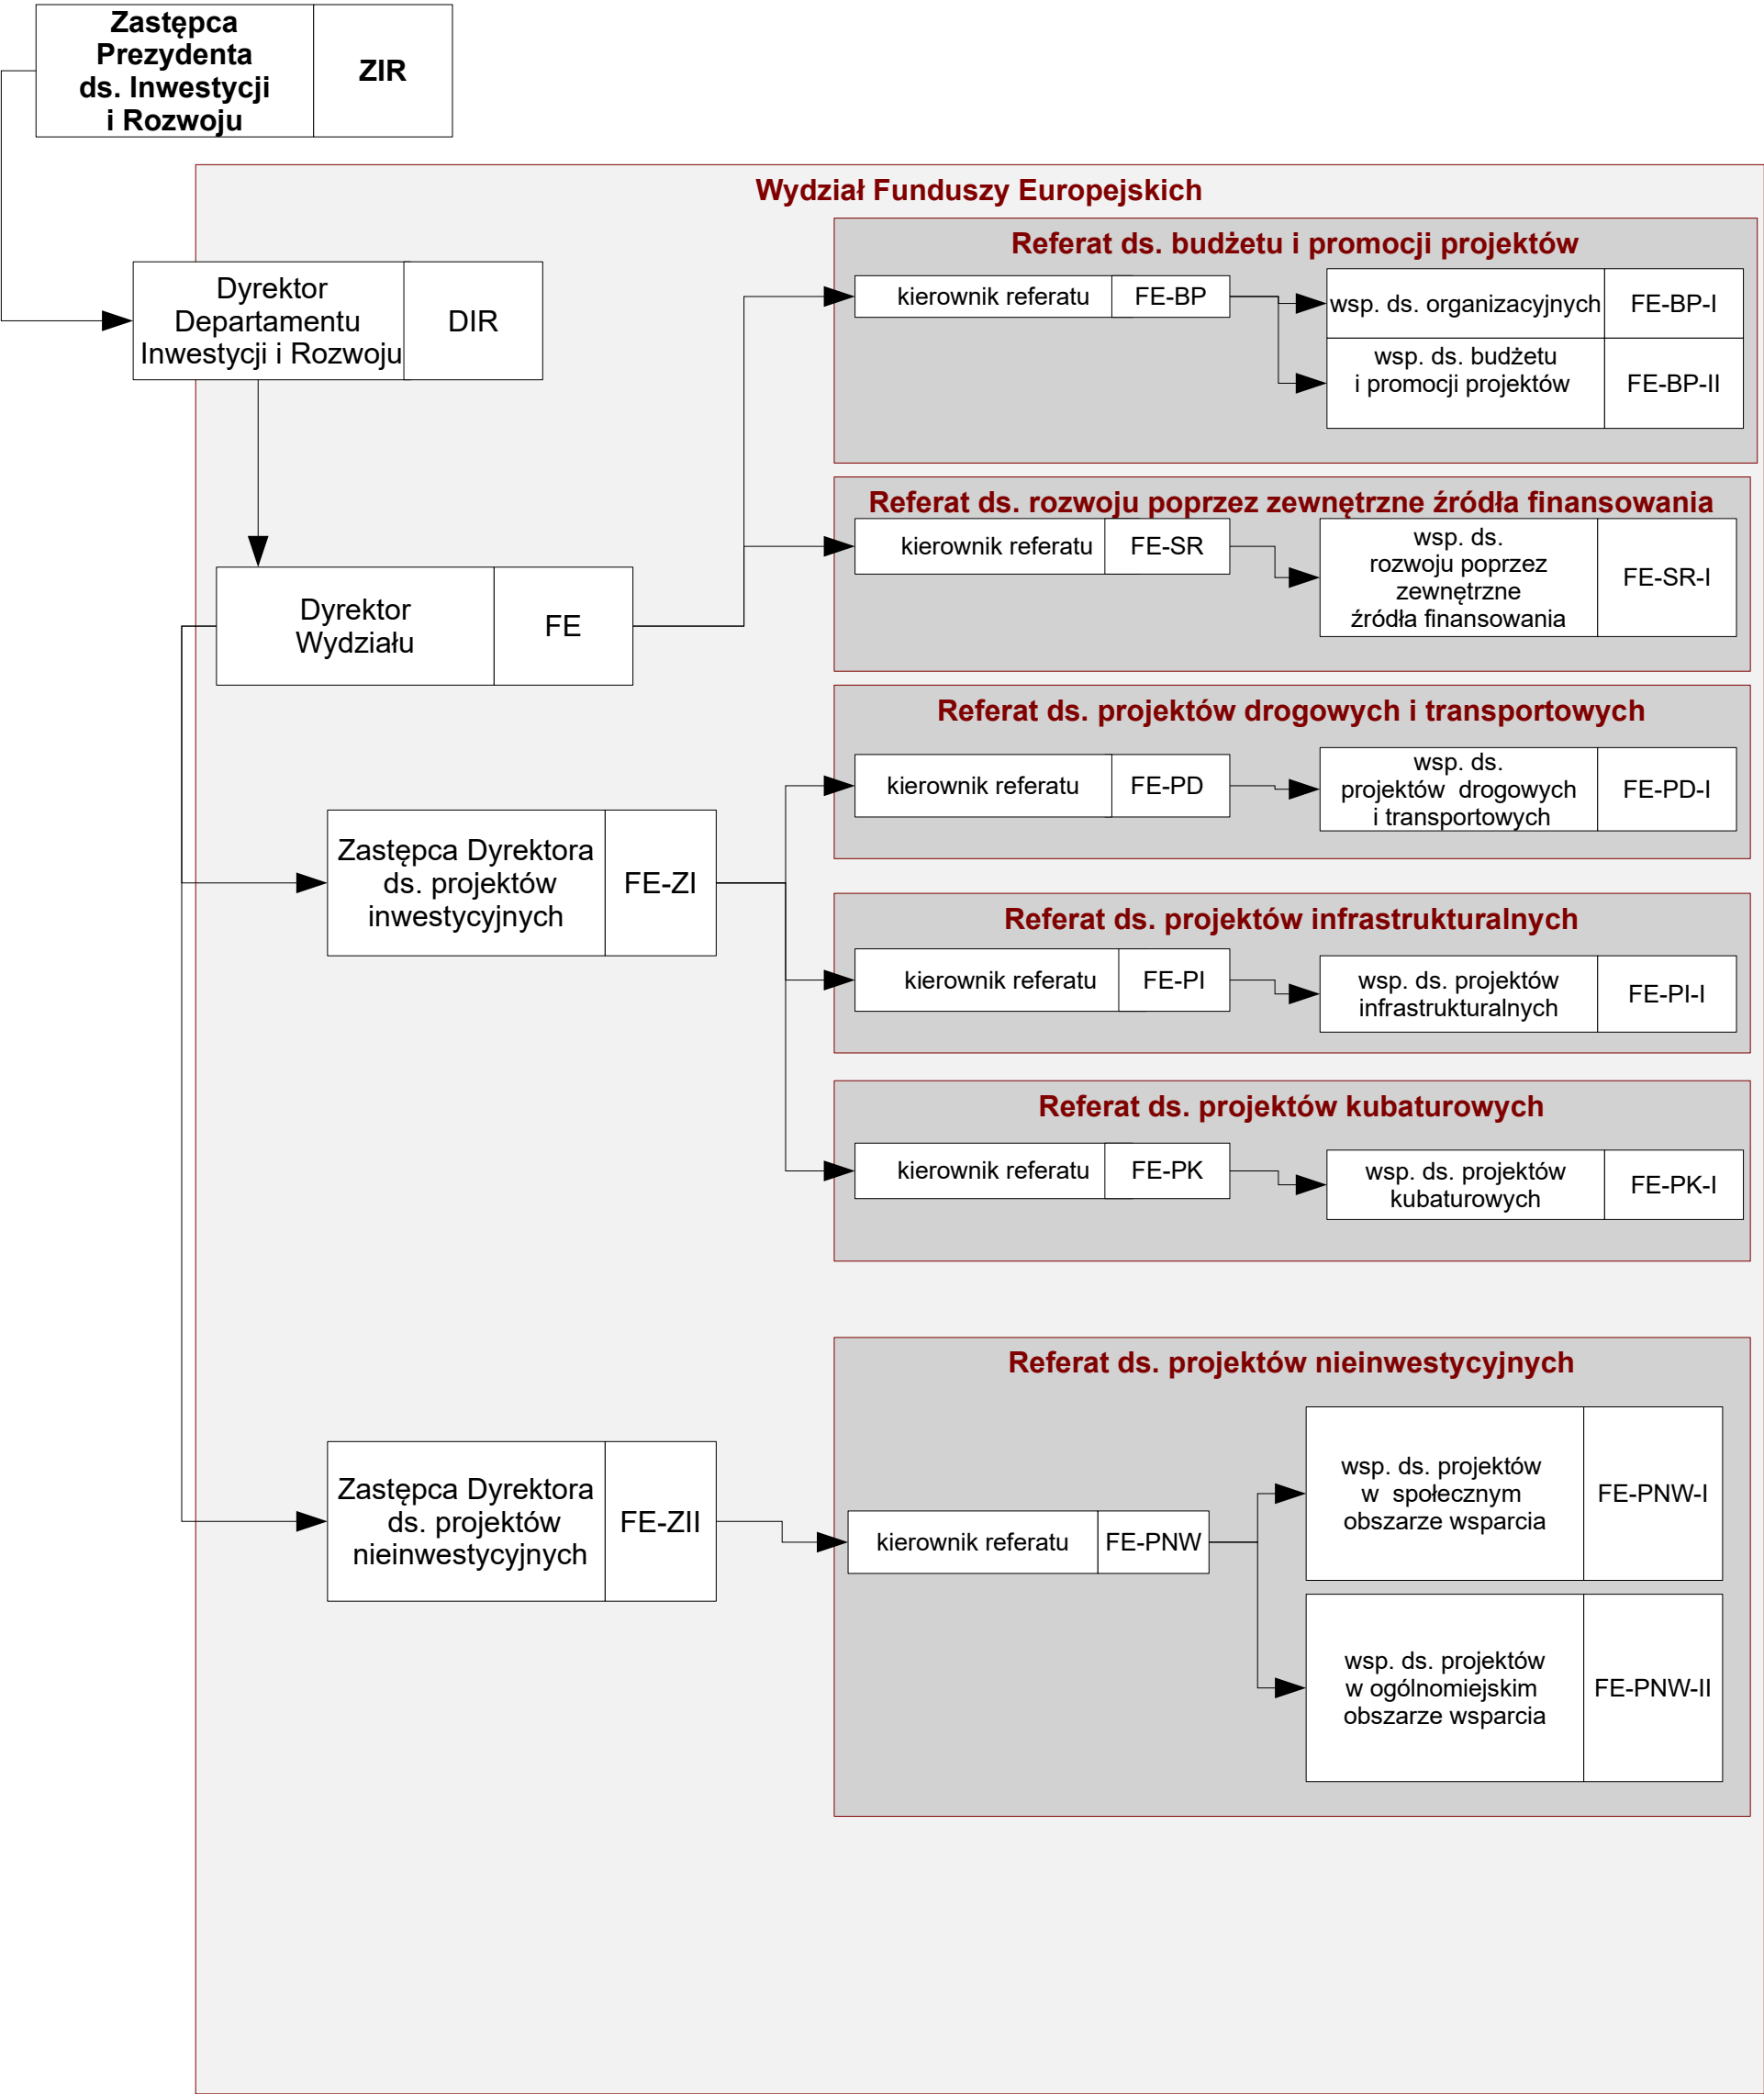 Zastępca
Prezydenta
ds. Inwestycji
i Rozwoju
ZIR
Wydział Funduszy Europejskich
Dyrektor
Departamentu
Inwestycji i Rozwoju
DIR
Dyrektor
Wydziału
FE
Referat ds. budżetu i promocji projektów
kierownik referatu
FE-BP
wsp. ds. organizacyjnych
FE-BP-I
wsp. ds. budżetu
i promocji projektów
FE-BP-II
Referat ds. rozwoju poprzez zewnętrzne źródła finansowania
kierownik referatu
FE-SR
wsp. ds.
rozwoju poprzez
zewnętrzne
źródła finansowania
FE-SR-I
Zastępca Dyrektora
ds. projektów
inwestycyjnych
FE-ZI
Referat ds. projektów drogowych i transportowych
kierownik referatu
FE-PD
wsp. ds.
projektów drogowych
i transportowych
FE-PD-I
Referat ds. projektów infrastrukturalnych
kierownik referatu
FE-PI
wsp. ds. projektów
infrastrukturalnych
FE-PI-I
Referat ds. projektów kubaturowych
kierownik referatu
FE-PK
wsp. ds. projektów
kubaturowych
FE-PK-I
Zastępca Dyrektora
ds. projektów
nieinwestycyjnych
FE-ZII
Referat ds. projektów nieinwestycyjnych
kierownik referatu
FE-PNW
wsp. ds. projektów
w społecznym
obszarze wsparcia
FE-PNW-I
wsp. ds. projektów
w ogólnomiejskim
obszarze wsparcia
FE-PNW-II